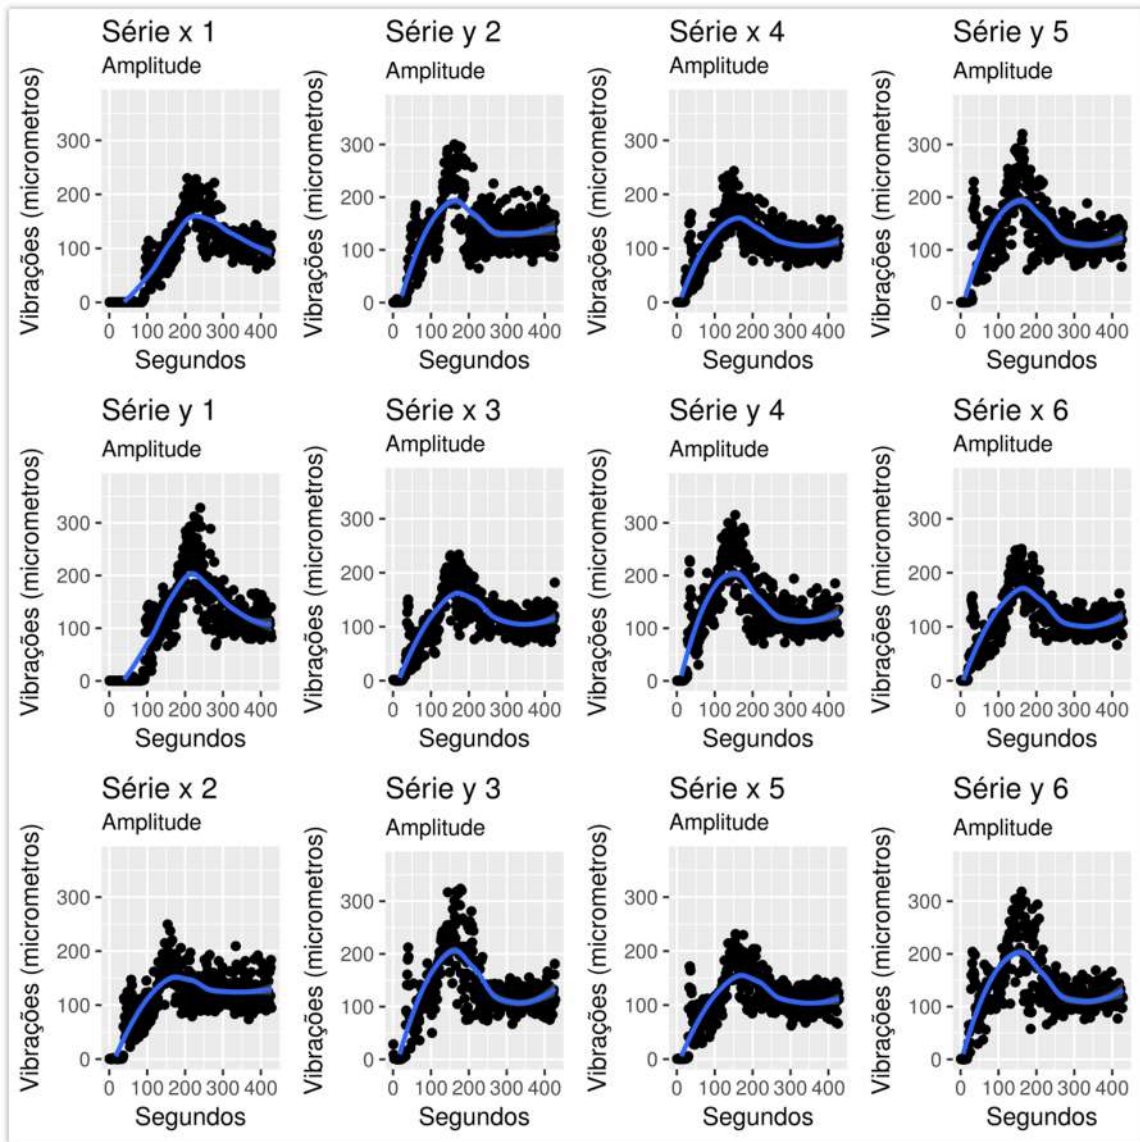 Série x 1
Amplitude
Vibrações (micrometros)
300
200
100
0
0 100 200 300 400
Segundos
Série y 2
Amplitude
Vibrações (micrometros)
300
200
100
0
0 100 200 300 400
Segundos
Série x 4
Amplitude
Vibrações (micrometros)
300
200
100
0
0 100 200 300 400
Segundos
Série y 5
Amplitude
Vibrações (micrometros)
300
200
100
0
0 100 200 300 400
Segundos
Série y 1
Amplitude
Vibrações (micrometros)
300
200
100
0
0 100 200 300 400
Segundos
Série x 3
Amplitude
Vibrações (micrometros)
300
200
100
0
0 100 200 300 400
Segundos
Série y 4
Amplitude
Vibrações (micrometros)
300
200
100
0
0 100 200 300 400
Segundos
Série x 6
Amplitude
Vibrações (micrometros)
300
200
100
0
0 100 200 300 400
Segundos
Série x 2
Amplitude
Vibrações (micrometros)
300
200
100
0
0 100 200 300 400
Segundos
Série y 3
Amplitude
Vibrações (micrometros)
300
200
100
0
0 100 200 300 400
Segundos
Série x 5
Amplitude
Vibrações (micrometros)
300
200
100
0
0 100 200 300 400
Segundos
Série y 6
Amplitude
Vibrações (micrometros)
300
200
100
0
0 100 200 300 400
Segundos